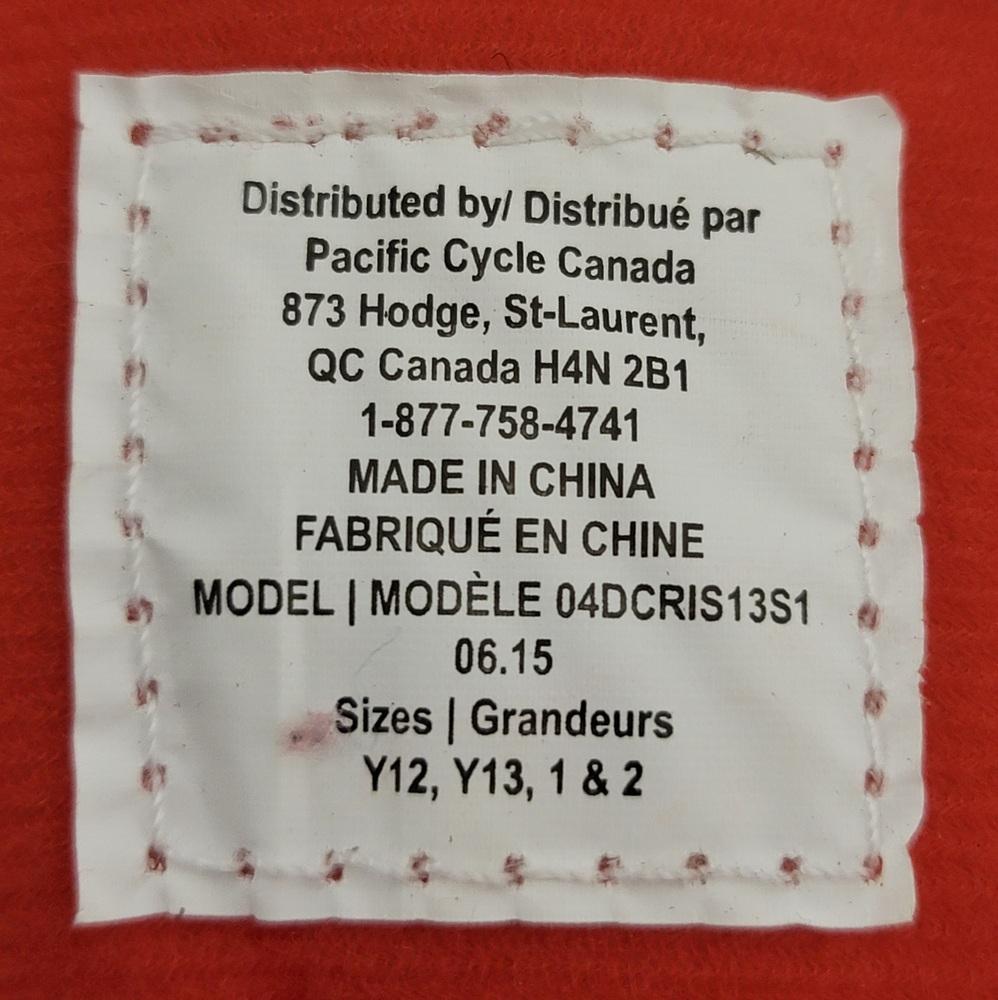 Distributed by/ Distribué par
Pacific Cycle Canada
873 Hodge, St-Laurent,
QC Canada H4N 2B1
1-877-758-4741
MADE IN CHINA
FABRIQUÉ EN CHINE
MODEL | MODÈLE 04DCRIS13S1
06.15
Sizes | Grandeurs
Y12, Y13, 1 & 2